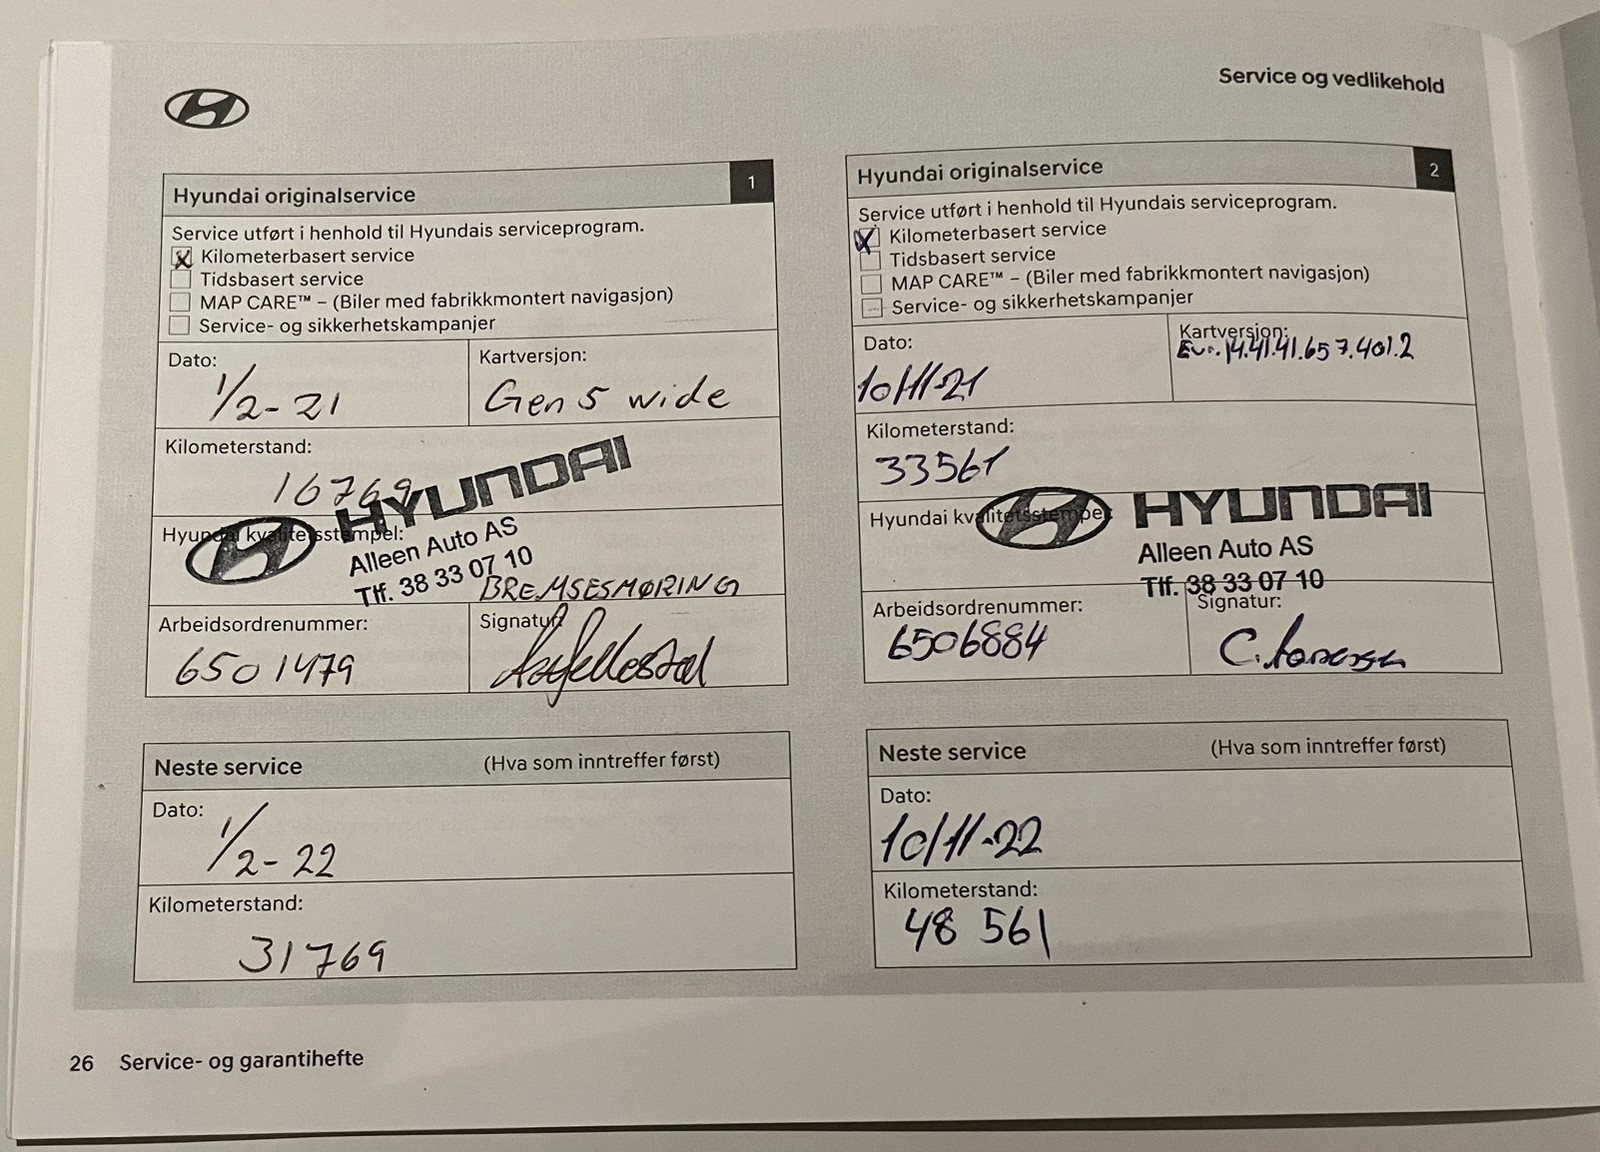 Service og vedlikehold
Hyundai originalservice 1
Service utført i henhold til Hyundais serviceprogram.
X Kilometerbasert service
Tidsbasert service
MAP CARE™ – (Biler med fabrikkmontert navigasjon)
Service- og sikkerhetskampanjer
Dato:
1/2-21
Kartversjon:
Gen 5 wide
Kilometerstand:
16769
Hyundai kvalitetsstempel:
HYUNDAI
Alleen Auto AS
Tlf. 38 33 07 10
BREMSESMØRING
Arbeidsordrenummer:
6501479
Signatur:
Neste service (Hva som inntreffer først)
Dato:
1/2-22
Kilometerstand:
31769
Hyundai originalservice 2
Service utført i henhold til Hyundais serviceprogram.
X Kilometerbasert service
Tidsbasert service
MAP CARE™ – (Biler med fabrikkmontert navigasjon)
Service- og sikkerhetskampanjer
Dato:
10/11-21
Kartversjon:
14.41.41.657.401.2
Kilometerstand:
33561
Hyundai kvalitetsstempel:
HYUNDAI
Alleen Auto AS
Tlf. 38 33 07 10
Arbeidsordrenummer:
6506884
Signatur:
C.
Neste service (Hva som inntreffer først)
Dato:
10/11-22
Kilometerstand:
48 561
26 Service- og garantihefte